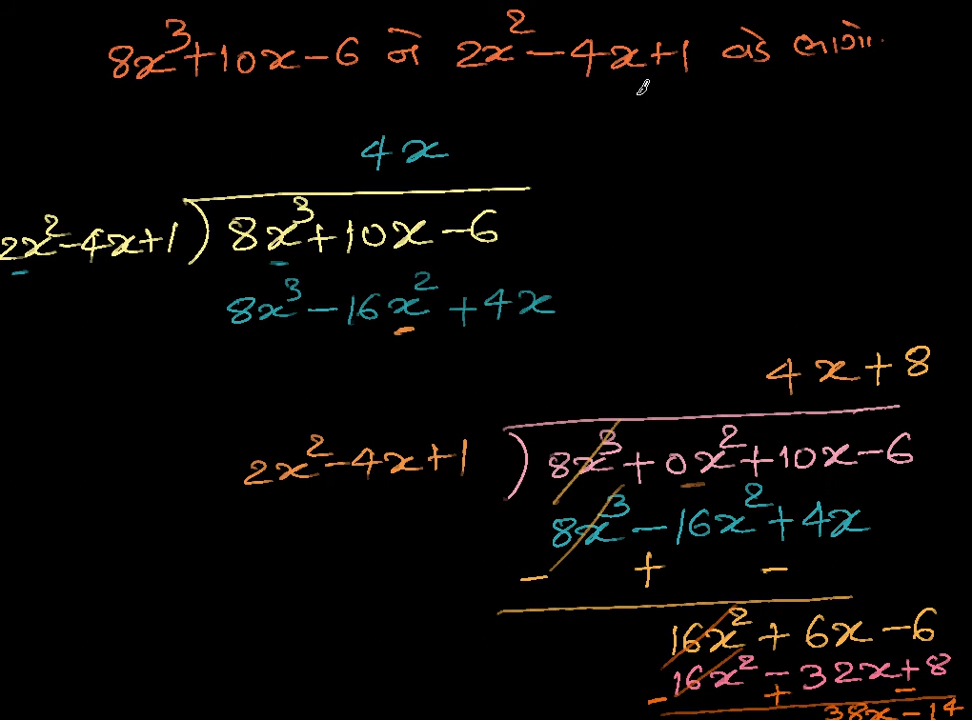 8x³+10x-6 ને 2x²-4x+1 વડે ભાગો.
4x
2x²-4x+1)8x³+10x-6
8x³-16x²+4x
4x+8
2x²-4x+1)8x³+0x²+10x-6
8x³-16x²+4x
- + -
16x²+6x-6
16x²-32x+8
- + -
38x-14